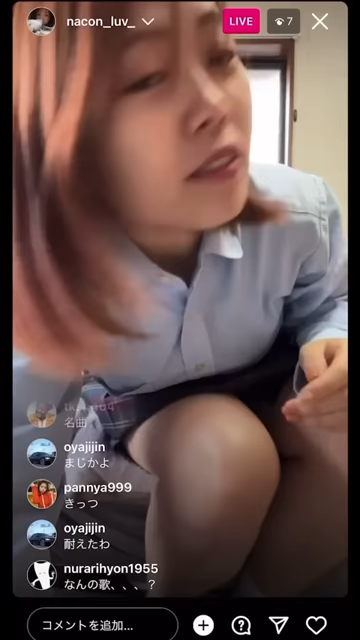 nacon_luv_
LIVE
7
名曲
oyajijin
まじかよ
pannya999
きっつ
oyajijin
耐えたわ
nurarihyon1955
なんの歌、、、?
コメントを追加...